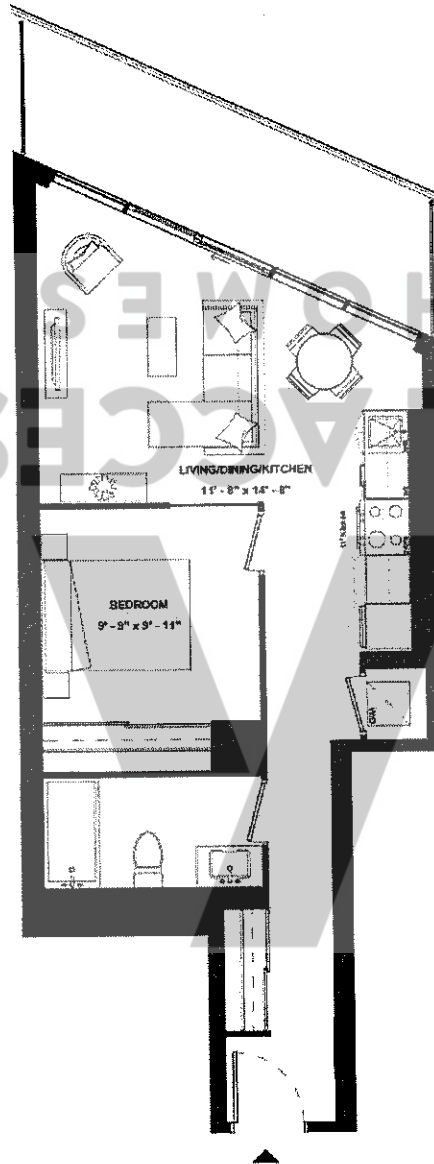 LIVING/DINING/KITCHEN
11' - 8" x 14' - 8"
BEDROOM
9' - 9" x 9' - 11"